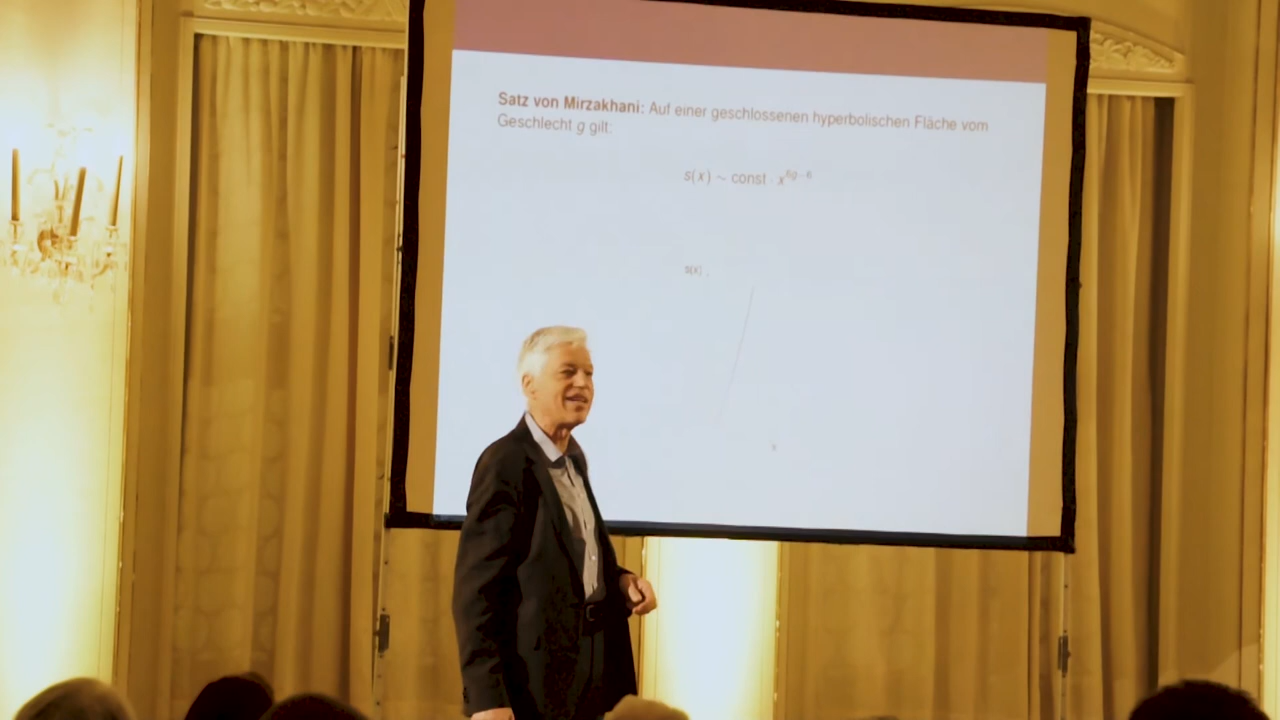 Satz von Mirzakhani: Auf einer geschlossenen hyperbolischen Fläche vom
Geschlecht g gilt:
s(x) ~ const · x^{6g−6}
s(x)